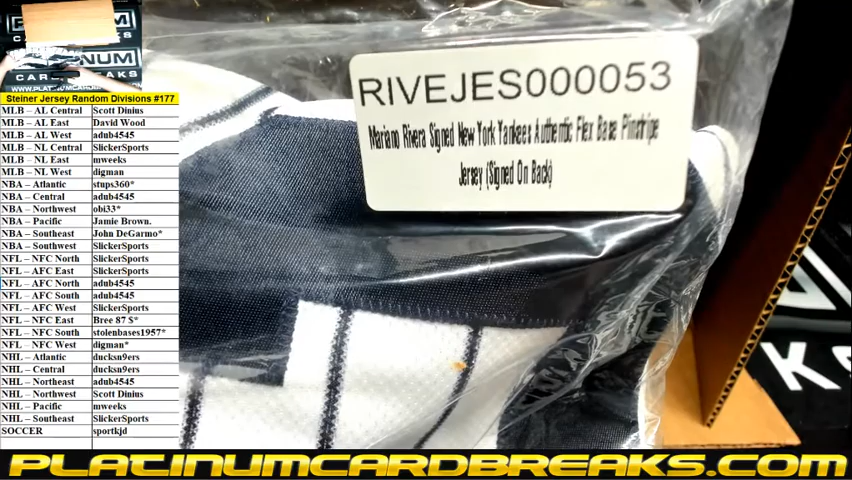 PLATINUM
CARDBREAKS
Steiner Jersey Random Divisions #177
MLB – AL Central Scott Dinius
MLB – AL East David Wood
MLB – AL West adub4545
MLB – NL Central SlickerSports
MLB – NL East mweeks
MLB – NL West digman
NBA – Atlantic stups360*
NBA – Central adub4545
NBA – Northwest obi33*
NBA – Pacific Jamie Brown.
NBA – Southeast John DeGarmo*
NBA – Southwest SlickerSports
NFL – NFC North SlickerSports
NFL – AFC East SlickerSports
NFL – AFC North adub4545
NFL – AFC South adub4545
NFL – AFC West SlickerSports
NFL – NFC East Bree 87 $*
NFL – NFC South stolenbases1957*
NFL – NFC West digman*
NHL – Atlantic ducksn9ers
NHL – Central ducksn9ers
NHL – Northeast adub4545
NHL – Northwest Scott Dinius
NHL – Pacific mweeks
NHL – Southeast SlickerSports
SOCCER sportkjd
RIVEJES000053
Mariano Rivera Signed New York Yankees Authentic Flex Base Pinstripe
Jersey (Signed On Back)
PLATINUMCARDBREAKS.COM